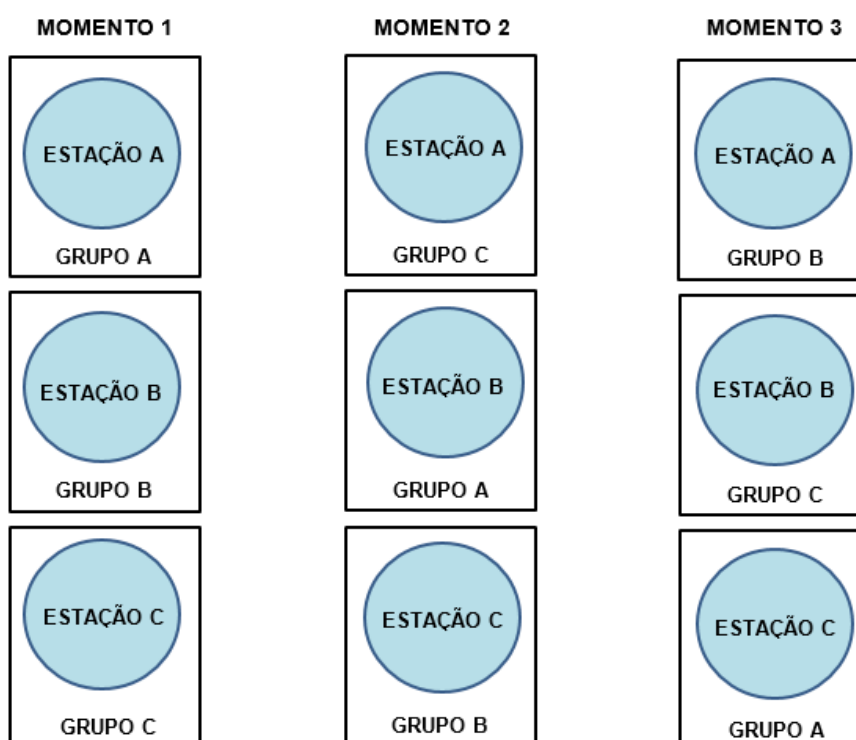 MOMENTO 1
ESTAÇÃO A
GRUPO A
ESTAÇÃO B
GRUPO B
ESTAÇÃO C
GRUPO C
MOMENTO 2
ESTAÇÃO A
GRUPO C
ESTAÇÃO B
GRUPO A
ESTAÇÃO C
GRUPO B
MOMENTO 3
ESTAÇÃO A
GRUPO B
ESTAÇÃO B
GRUPO C
ESTAÇÃO C
GRUPO A